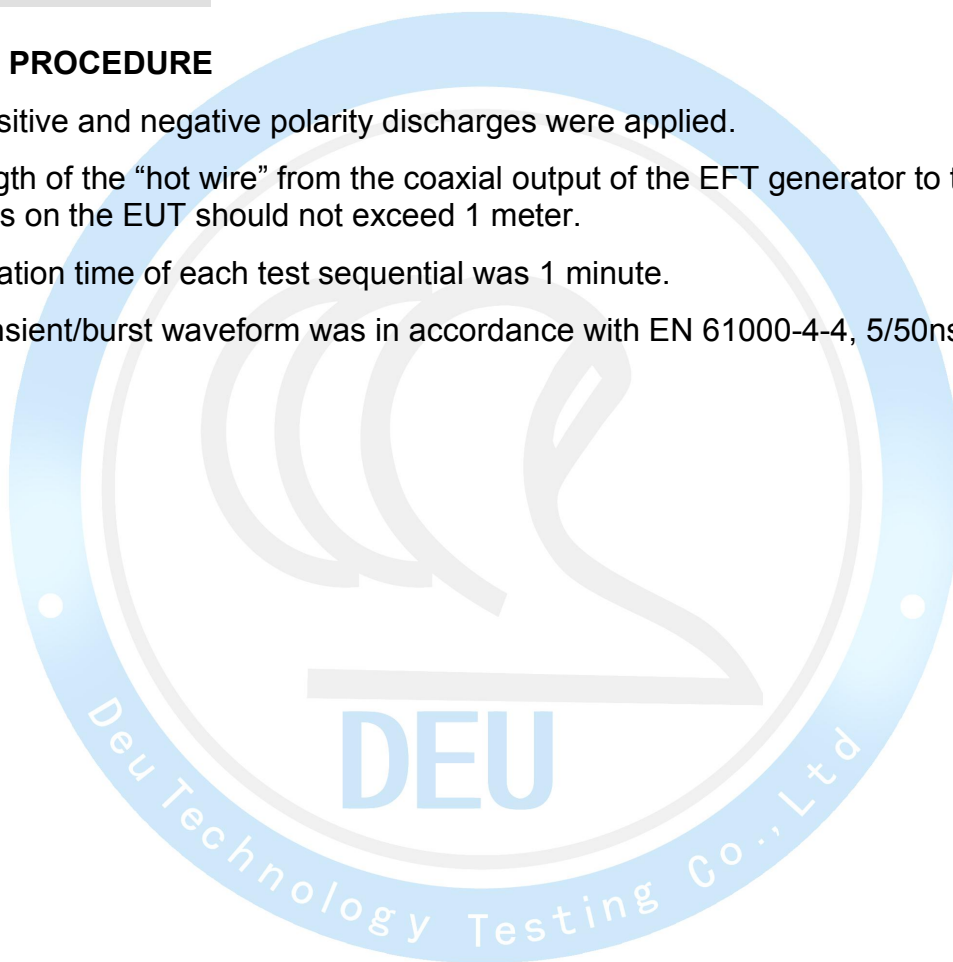 PROCEDURE
sitive and negative polarity discharges were applied.
gth of the “hot wire” from the coaxial output of the EFT generator to t
s on the EUT should not exceed 1 meter.
ation time of each test sequential was 1 minute.
nsient/burst waveform was in accordance with EN 61000-4-4, 5/50ns
DEU
Deu Technology Testing Co., Ltd